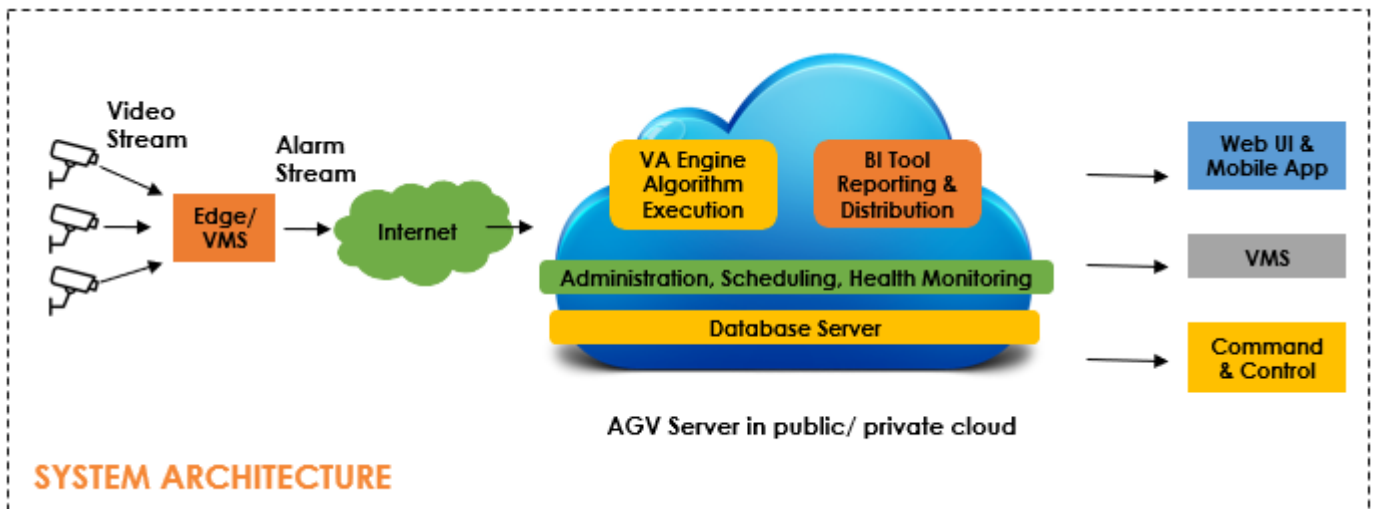 Video
Stream
Alarm
Stream
Edge/
VMS
Internet
VA Engine
Algorithm
Execution
BI Tool
Reporting &
Distribution
Administration, Scheduling, Health Monitoring
Database Server
AGV Server in public/ private cloud
Web UI &
Mobile App
VMS
Command
& Control
SYSTEM ARCHITECTURE